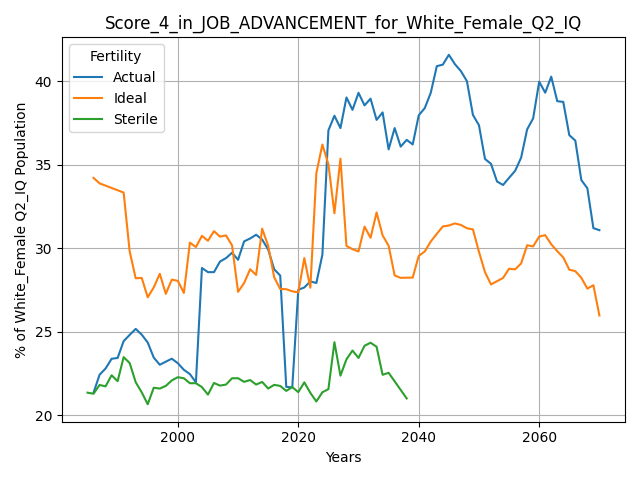 Score_4_in_JOB_ADVANCEMENT_for_White_Female_Q2_IQ
Fertility
Actual
Ideal
Sterile
% of White_Female Q2_IQ Population
40
35
30
25
20
2000
2020
2040
2060
Years